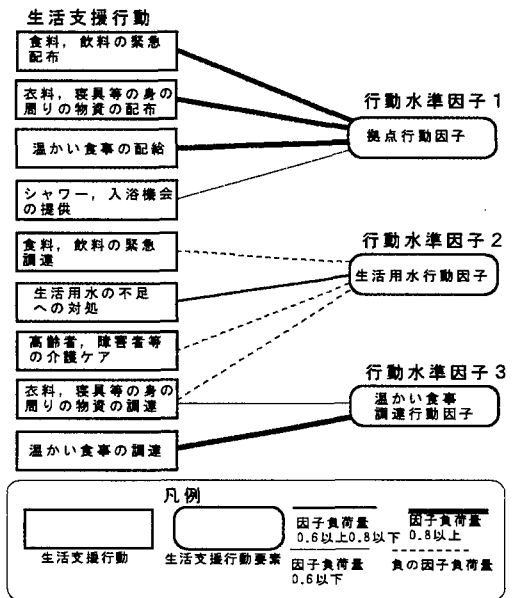 生活支援行動
食料，飲料の緊急
配布
衣料，寝具等の身の
周りの物資の配布
温かい食事の配給
シャワー，入浴機会
の提供
食料，飲料の緊急
調達
生活用水の不足
への対処
高齢者，障害者等
の介護ケア
衣料，寝具等の身の
周りの物資の調達
温かい食事の調達
行動水準因子1
拠点行動因子
行動水準因子2
生活用水行動因子
行動水準因子3
温かい食事
調達行動因子
凡例
生活支援行動
生活支援行動要素
因子負荷量
0.6以上0.8以下
因子負荷量
0.8以上
因子負荷量
0.6以下
負の因子負荷量